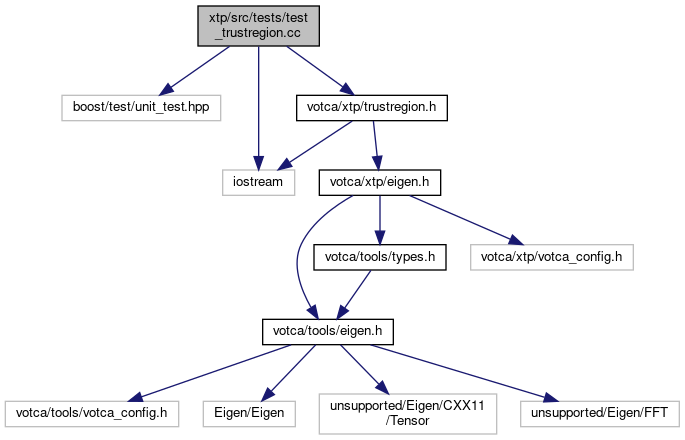 xtp/src/tests/test
_trustregion.cc
boost/test/unit_test.hpp
votca/xtp/trustregion.h
iostream
votca/xtp/eigen.h
votca/tools/types.h
votca/xtp/votca_config.h
votca/tools/eigen.h
votca/tools/votca_config.h
Eigen/Eigen
unsupported/Eigen/CXX11
/Tensor
unsupported/Eigen/FFT